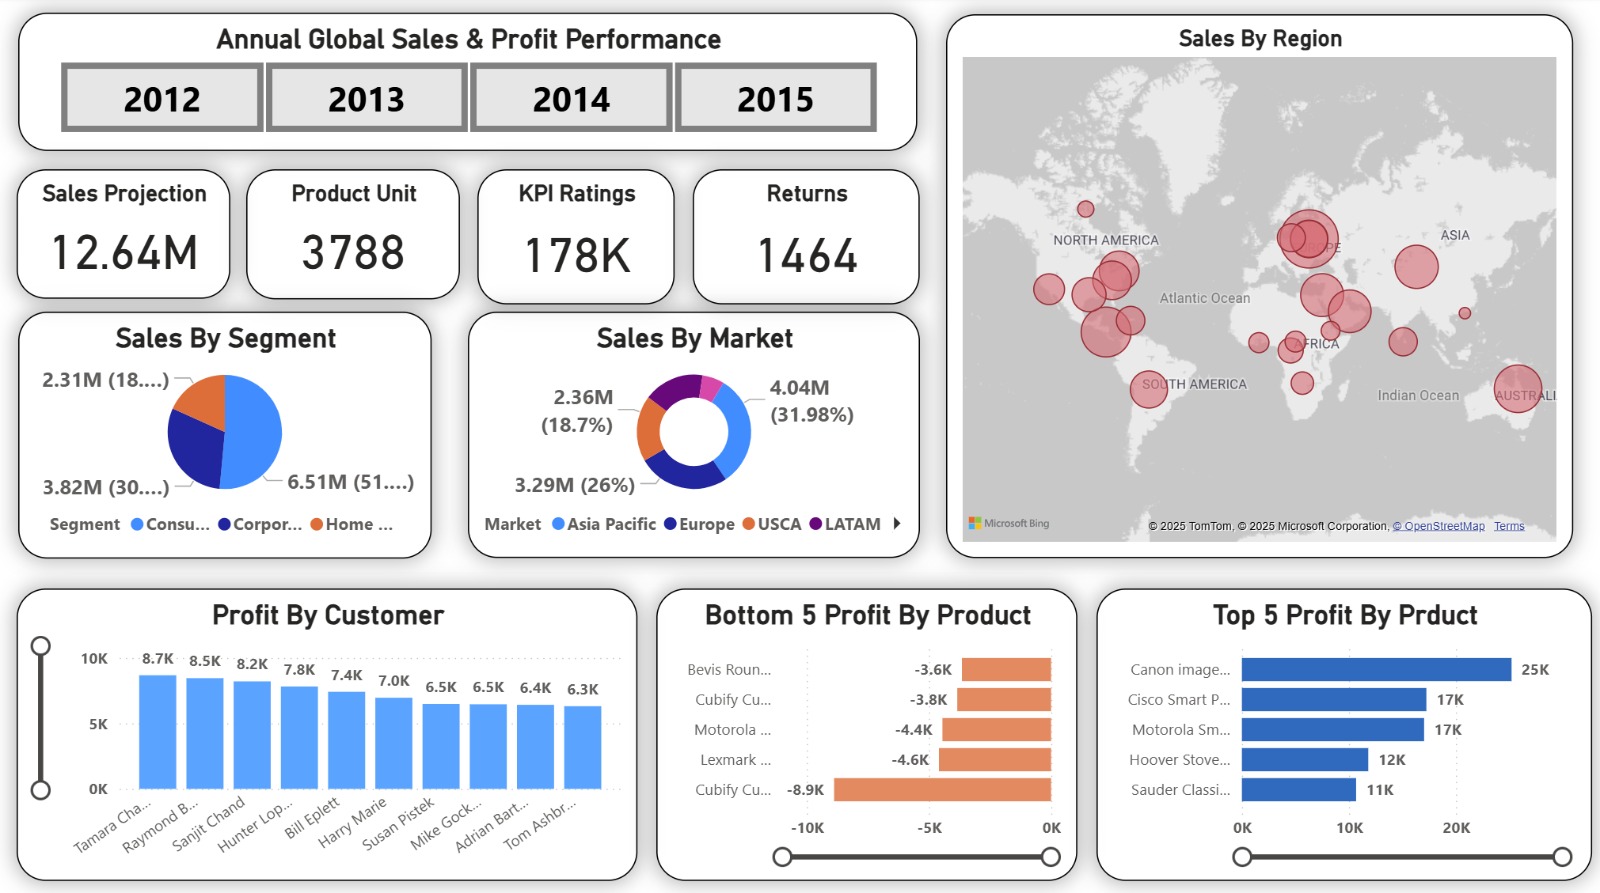 Annual Global Sales & Profit Performance
2012
2013
2014
2015
Sales Projection
12.64M
Product Unit
3788
KPI Ratings
178K
Returns
1464
Sales By Segment
2.31M (18....)
3.82M (30....)
6.51M (51....)
Segment Consu... Corpor... Home ...
Sales By Market
2.36M
(18.7%)
4.04M
(31.98%)
3.29M (26%)
Market Asia Pacific Europe USCA LATAM
Sales By Region
NORTH AMERICA
ASIA
Atlantic Ocean
AFRICA
SOUTH AMERICA
Indian Ocean
AUSTRALI
Microsoft Bing
© 2025 TomTom, © 2025 Microsoft Corporation, © OpenStreetMap Terms
Profit By Customer
10K
5K
0K
8.7K
8.5K
8.2K
7.8K
7.4K
7.0K
6.5K
6.5K
6.4K
6.3K
Tamara Cha...
Raymond B...
Sanjit Chand
Hunter Lop...
Bill Eplett
Harry Marie
Susan Pistek
Mike Gock...
Adrian Bart...
Tom Ashbr...
Bottom 5 Profit By Product
Bevis Roun... -3.6K
Cubify Cu... -3.8K
Motorola ... -4.4K
Lexmark ... -4.6K
Cubify Cu... -8.9K
-10K -5K 0K
Top 5 Profit By Prduct
Canon image... 25K
Cisco Smart P... 17K
Motorola Sm... 17K
Hoover Stove... 12K
Sauder Classi... 11K
0K 10K 20K